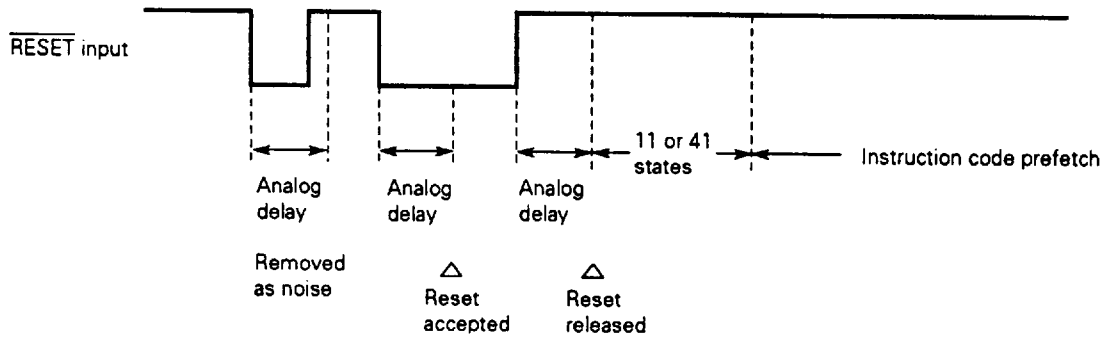 RESET input
11 or 41
states
Instruction code prefetch
Analog
delay
Analog
delay
Analog
delay
Removed
as noise
Reset
accepted
Reset
released